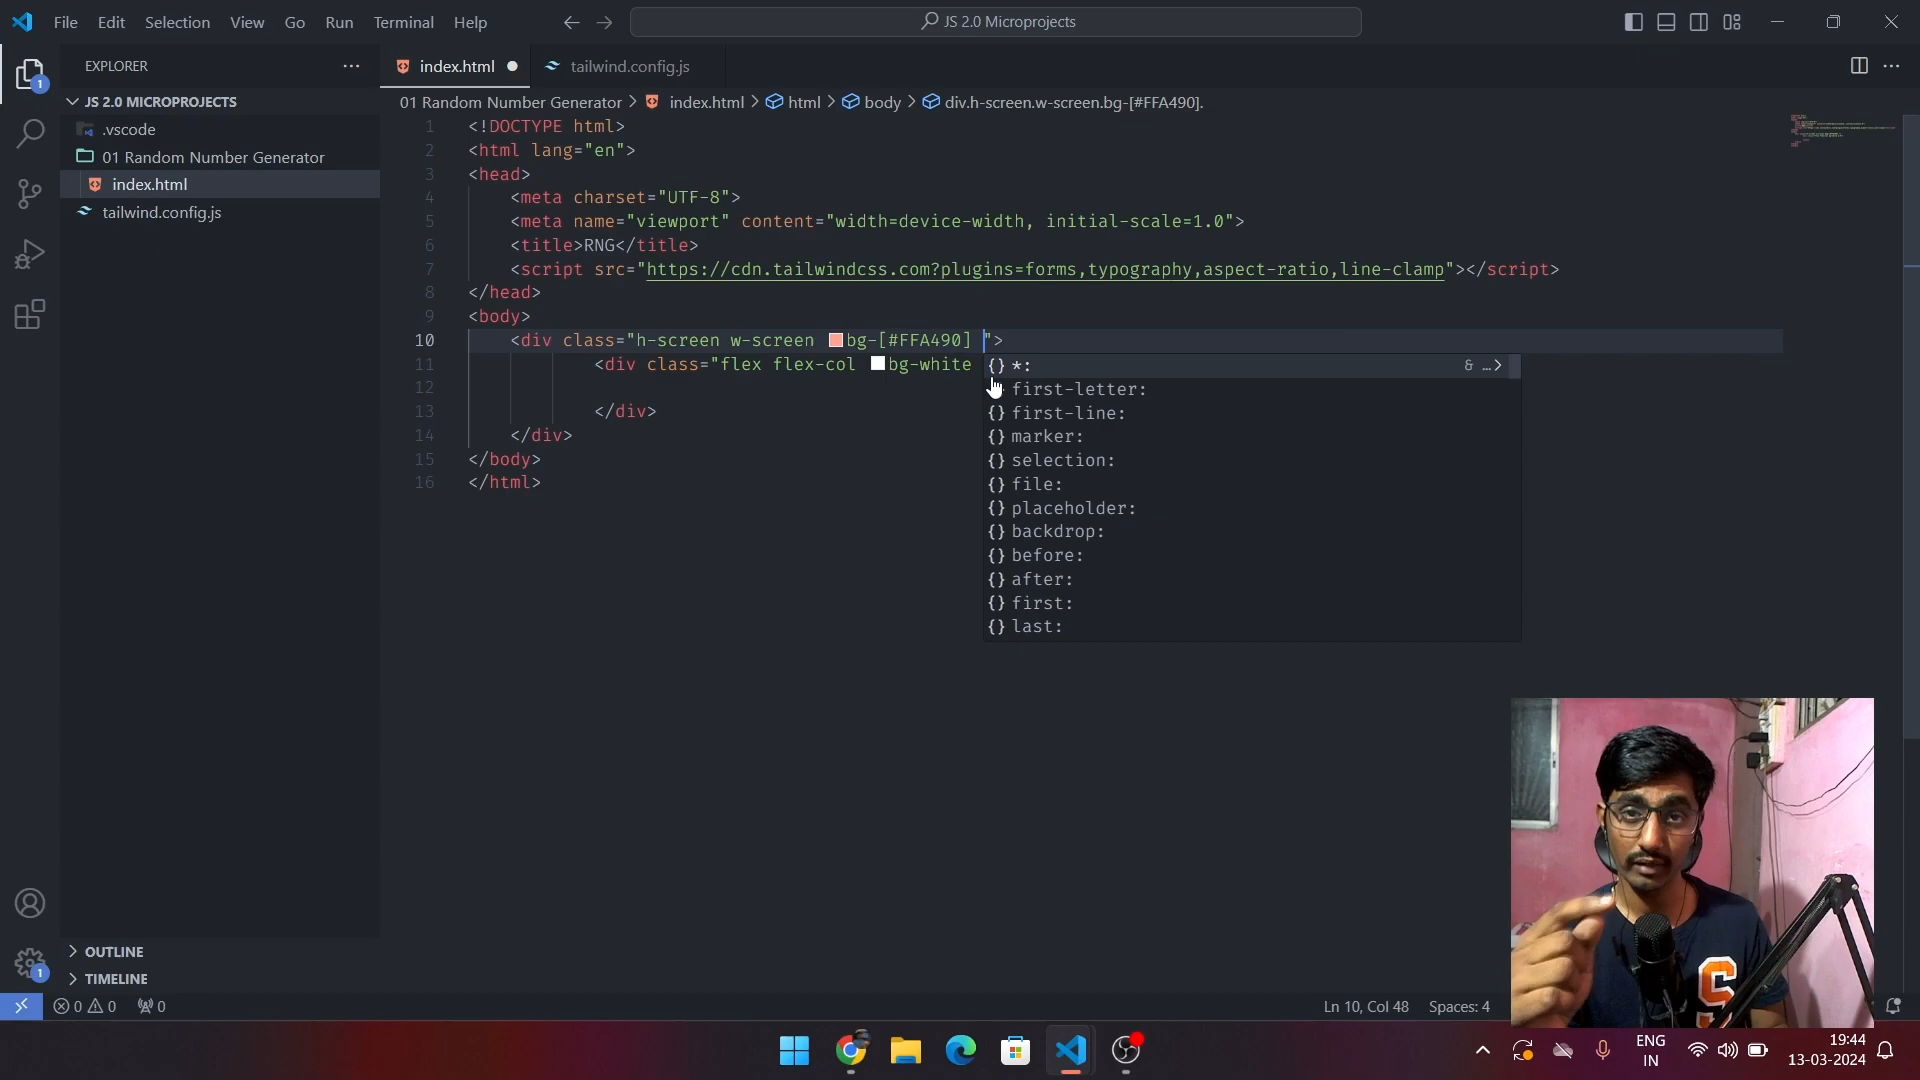 File Edit Selection View Go Run Terminal Help
JS 2.0 Microprojects
EXPLORER
index.html
tailwind.config.js
JS 2.0 MICROPROJECTS
.vscode
01 Random Number Generator
index.html
tailwind.config.js
01 Random Number Generator > index.html > html > body > div.h-screen.w-screen.bg-[#FFA490].
1 <!DOCTYPE html>
2 <html lang="en">
3 <head>
4 <meta charset="UTF-8">
5 <meta name="viewport" content="width=device-width, initial-scale=1.0">
6 <title>RNG</title>
7 <script src="https://cdn.tailwindcss.com?plugins=forms,typography,aspect-ratio,line-clamp"></script>
8 </head>
9 <body>
10 <div class="h-screen w-screen bg-[#FFA490] ">
11 <div class="flex flex-col bg-white
12
13 </div>
14 </div>
15 </body>
16 </html>
{} *: & …>
first-letter:
{} first-line:
{} marker:
{} selection:
{} file:
{} placeholder:
{} backdrop:
{} before:
{} after:
{} first:
{} last:
1
OUTLINE
1
TIMELINE
0 0 0
Ln 10, Col 48 Spaces: 4
S
ENG
IN
19:44
13-03-2024